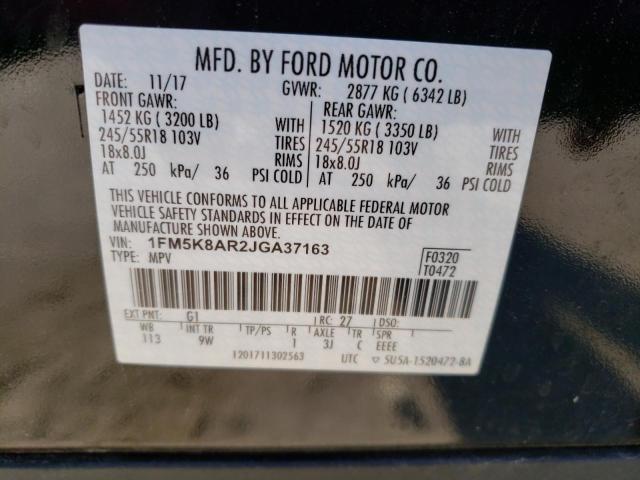 MFD. BY FORD MOTOR CO.
DATE: 11/17 GVWR: 2877 KG ( 6342 LB)
FRONT GAWR: REAR GAWR:
1452 KG ( 3200 LB) WITH 1520 KG ( 3350 LB) WITH
245/55R18 103V TIRES 245/55R18 103V TIRES
18x8.0J RIMS 18x8.0J RIMS
AT 250 kPa/ 36 PSI COLD AT 250 kPa/ 36 PSI COLD
THIS VEHICLE CONFORMS TO ALL APPLICABLE FEDERAL MOTOR
VEHICLE SAFETY STANDARDS IN EFFECT ON THE DATE OF
MANUFACTURE SHOWN ABOVE.
VIN: 1FM5K8AR2JGA37163 F0320
TYPE: MPV T0472
EXT PNT: G1 RC: 27 DSO:
WB INT TR TP/PS R AXLE TR SPR
113 9W 1 3J C EEEE
1201711302563 UTC ▽ 5U5A-1520472-8A